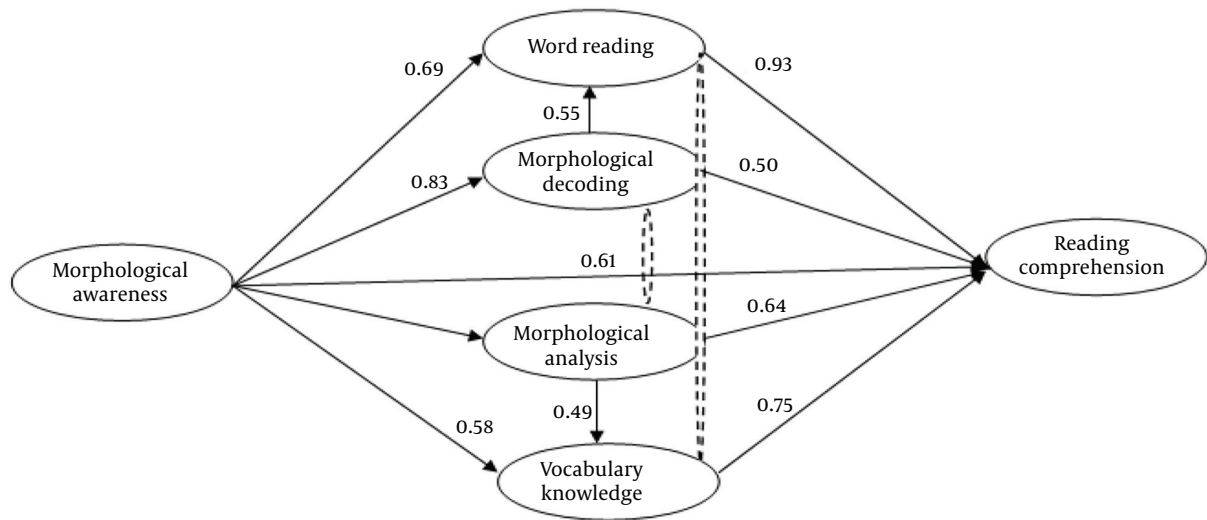 Word reading
0.69
0.93
0.55
Morphological
decoding
0.83
0.50
Morphological
awareness
0.61
Reading
comprehension
Morphological
analysis
0.64
0.49
0.58
0.75
Vocabulary
knowledge